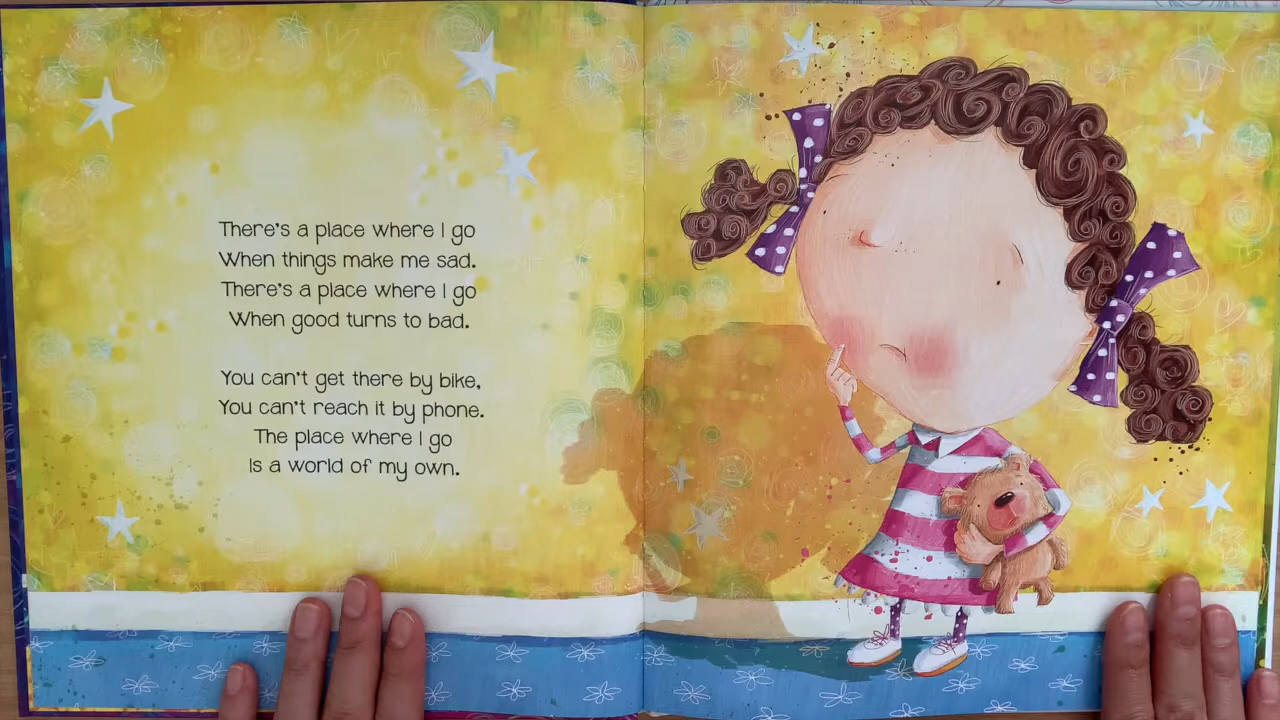 There's a place where I go
When things make me sad.
There's a place where I go
When good turns to bad.
You can't get there by bike,
You can't reach it by phone.
The place where I go
Is a world of my own.